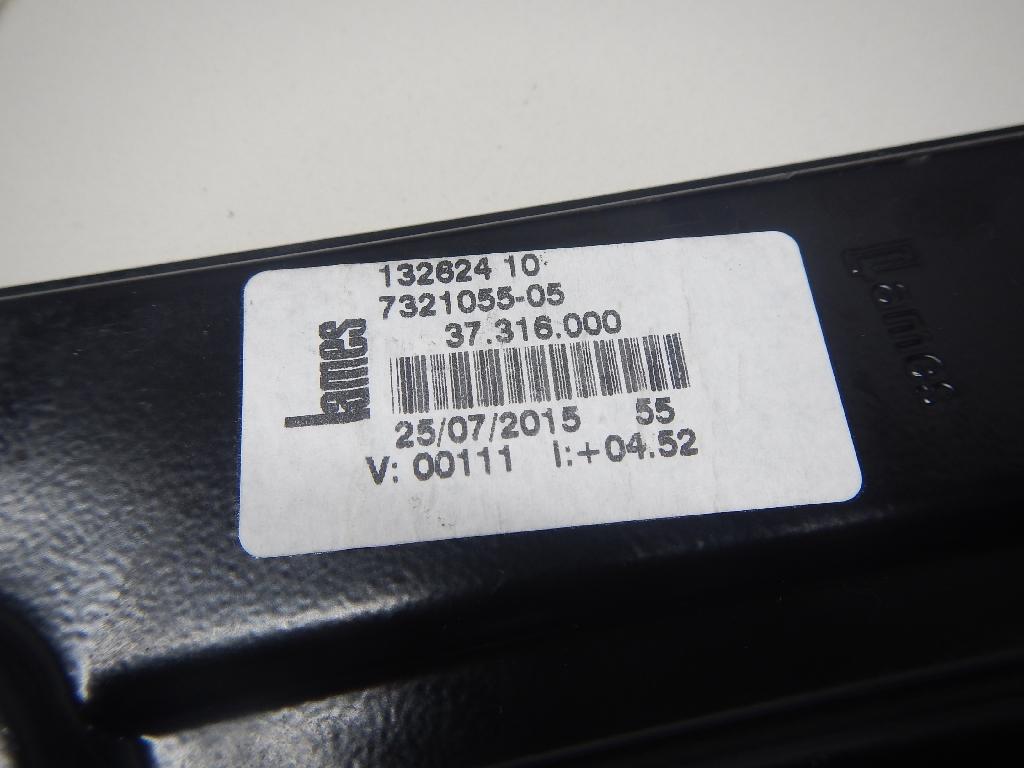 132624 10
7321055-05
37.316.000
Lames
25/07/2015 55
V: 00111 I:+04.52
Lames